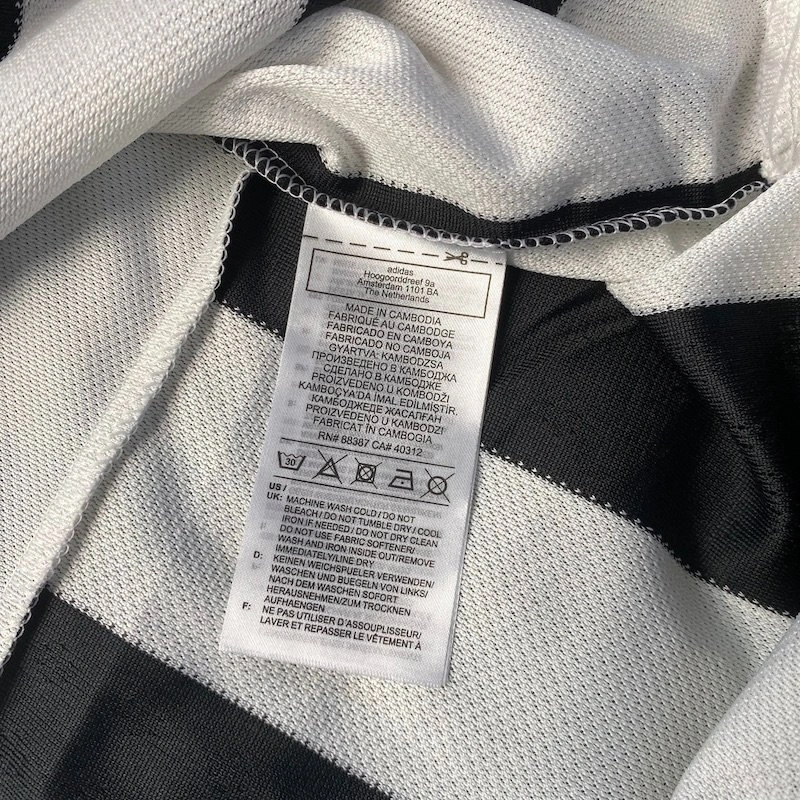 adidas
Hoogoorddreef 9a
Amsterdam 1101 BA
The Netherlands
MADE IN CAMBODIA
FABRIQUÉ AU CAMBODGE
FABRICADO EN CAMBOYA
FABRICADO NO CAMBOJA
GYÁRTVA: KAMBODZSA
ПРОИЗВЕДЕНО В КАМБОДЖА
СДЕЛАНО В КАМБОДЖЕ
PROIZVEDENO U KOMBODŽI
KAMBOÇYA'DA İMAL EDİLMİŞTİR.
КАМБОДЖЕДЕ ЖАСАЛҒАН
PROIZVEDENO U KAMBODZI
FABRICAT ÎN CAMBOGIA
RN# 88387 CA# 40312
30
US /
UK: MACHINE WASH COLD / DO NOT
BLEACH / DO NOT TUMBLE DRY / COOL
IRON IF NEEDED / DO NOT DRY CLEAN
DO NOT USE FABRIC SOFTENER/
WASH AND IRON INSIDE OUT/REMOVE
IMMEDIATELY/LINE DRY
D: KEINEN WEICHSPUELER VERWENDEN/
WASCHEN UND BUEGELN VON LINKS/
NACH DEM WASCHEN SOFORT
HERAUSNEHMEN/ZUM TROCKNEN
AUFHAENGEN
F: NE PAS UTILISER D'ASSOUPLISEUR/
LAVER ET REPASSER LE VÊTEMENT À